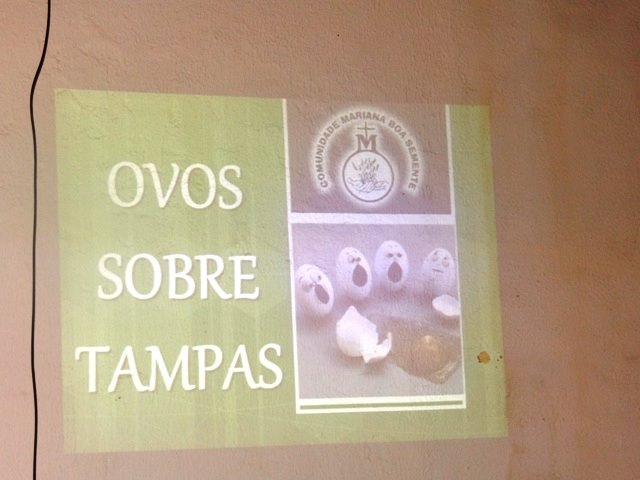 OVOS
SOBRE
TAMPAS
COMUNIDADE MARIANA BOA SEMENTE
M